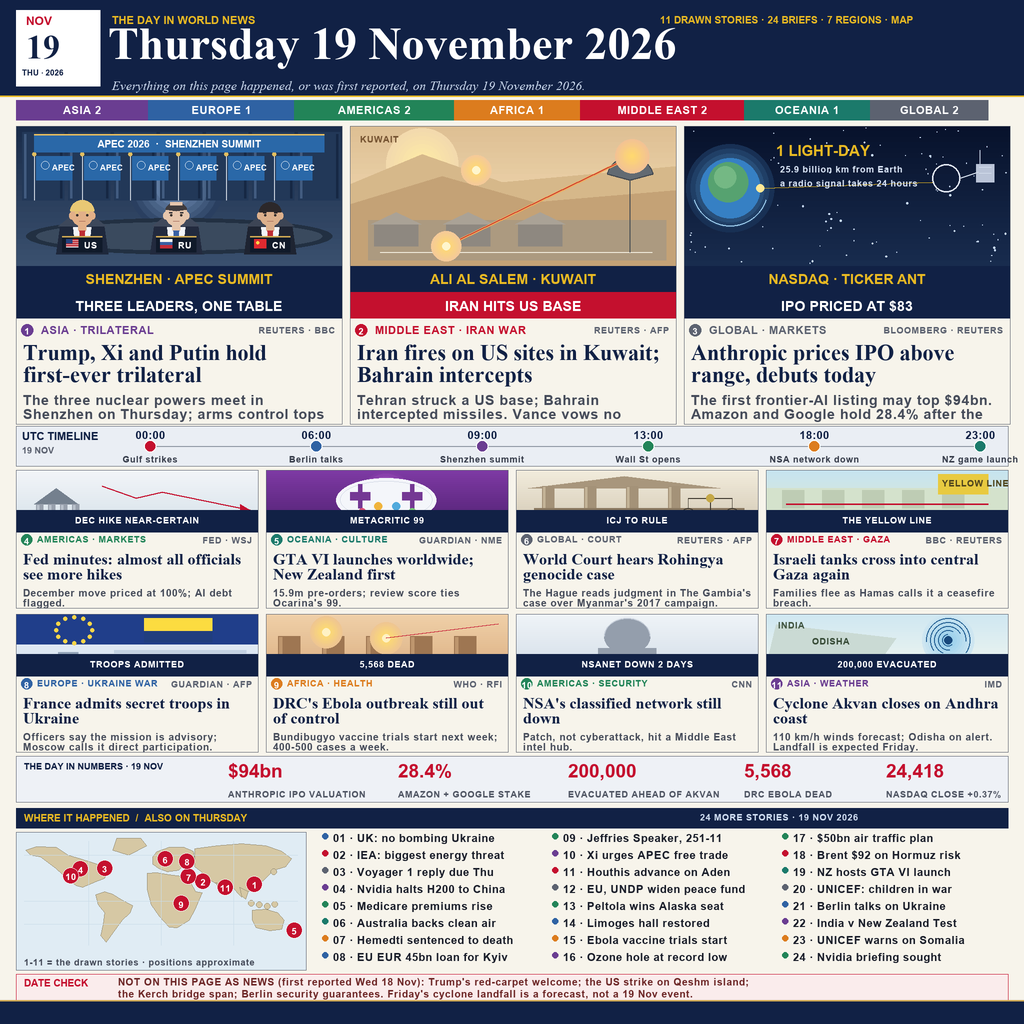 NOV
19
THU · 2026
THE DAY IN WORLD NEWS
11 DRAWN STORIES · 24 BRIEFS · 7 REGIONS · MAP
Thursday 19 November 2026
Everything on this page happened, or was first reported, on Thursday 19 November 2026.
ASIA 2
EUROPE 1
AMERICAS 2
AFRICA 1
MIDDLE EAST 2
OCEANIA 1
GLOBAL 2
APEC 2026 · SHENZHEN SUMMIT
APEC
APEC
APEC
APEC
APEC
APEC
US
RU
CN
SHENZHEN · APEC SUMMIT
THREE LEADERS, ONE TABLE
1 ASIA · TRILATERAL
REUTERS · BBC
Trump, Xi and Putin hold
first-ever trilateral
The three nuclear powers meet in
Shenzhen on Thursday; arms control tops
KUWAIT
ALI AL SALEM · KUWAIT
IRAN HITS US BASE
2 MIDDLE EAST · IRAN WAR
REUTERS · AFP
Iran fires on US sites in Kuwait;
Bahrain intercepts
Tehran struck a US base; Bahrain
intercepted missiles. Vance vows no
1 LIGHT-DAY
25.9 billion km from Earth
a radio signal takes 24 hours
NASDAQ · TICKER ANT
IPO PRICED AT $83
3 GLOBAL · MARKETS
BLOOMBERG · REUTERS
Anthropic prices IPO above
range, debuts today
The first frontier-AI listing may top $94bn.
Amazon and Google hold 28.4% after the
UTC TIMELINE
19 NOV
00:00
Gulf strikes
06:00
Berlin talks
09:00
Shenzhen summit
13:00
Wall St opens
18:00
NSA network down
23:00
NZ game launch
DEC HIKE NEAR-CERTAIN
4 AMERICAS · MARKETS
FED · WSJ
Fed minutes: almost all officials
see more hikes
December move priced at 100%; AI debt
flagged.
METACRITIC 99
5 OCEANIA · CULTURE
GUARDIAN · NME
GTA VI launches worldwide;
New Zealand first
15.9m pre-orders; review score ties
Ocarina's 99.
ICJ TO RULE
6 GLOBAL · COURT
REUTERS · AFP
World Court hears Rohingya
genocide case
The Hague reads judgment in The Gambia's
case over Myanmar's 2017 campaign.
YELLOW LINE
THE YELLOW LINE
7 MIDDLE EAST · GAZA
BBC · REUTERS
Israeli tanks cross into central
Gaza again
Families flee as Hamas calls it a ceasefire
breach.
TROOPS ADMITTED
8 EUROPE · UKRAINE WAR
GUARDIAN · AFP
France admits secret troops in
Ukraine
Officers say the mission is advisory;
Moscow calls it direct participation.
5,568 DEAD
9 AFRICA · HEALTH
WHO · RFI
DRC's Ebola outbreak still out
of control
Bundibugyo vaccine trials start next week;
400-500 cases a week.
NSANET DOWN 2 DAYS
10 AMERICAS · SECURITY
CNN
NSA's classified network still
down
Patch, not cyberattack, hit a Middle East
intel hub.
INDIA
ODISHA
200,000 EVACUATED
11 ASIA · WEATHER
IMD
Cyclone Akvan closes on Andhra
coast
110 km/h winds forecast; Odisha on alert.
Landfall is expected Friday.
THE DAY IN NUMBERS · 19 NOV
$94bn
ANTHROPIC IPO VALUATION
28.4%
AMAZON + GOOGLE STAKE
200,000
EVACUATED AHEAD OF AKVAN
5,568
DRC EBOLA DEAD
24,418
NASDAQ CLOSE +0.37%
WHERE IT HAPPENED / ALSO ON THURSDAY
24 MORE STORIES · 19 NOV 2026
4
10
3
6
8
7
2
11
1
9
5
1-11 = the drawn stories · positions approximate
01 · UK: no bombing Ukraine
02 · IEA: biggest energy threat
03 · Voyager 1 reply due Thu
04 · Nvidia halts H200 to China
05 · Medicare premiums rise
06 · Australia backs clean air
07 · Hemedti sentenced to death
08 · EU EUR 45bn loan for Kyiv
09 · Jeffries Speaker, 251-11
10 · Xi urges APEC free trade
11 · Houthis advance on Aden
12 · EU, UNDP widen peace fund
13 · Peltola wins Alaska seat
14 · Limoges hall restored
15 · Ebola vaccine trials start
16 · Ozone hole at record low
17 · $50bn air traffic plan
18 · Brent $92 on Hormuz risk
19 · NZ hosts GTA VI launch
20 · UNICEF: children in war
21 · Berlin talks on Ukraine
22 · India v New Zealand Test
23 · UNICEF warns on Somalia
24 · Nvidia briefing sought
DATE CHECK
NOT ON THIS PAGE AS NEWS (first reported Wed 18 Nov): Trump's red-carpet welcome; the US strike on Qeshm island;
the Kerch bridge span; Berlin security guarantees. Friday's cyclone landfall is a forecast, not a 19 Nov event.